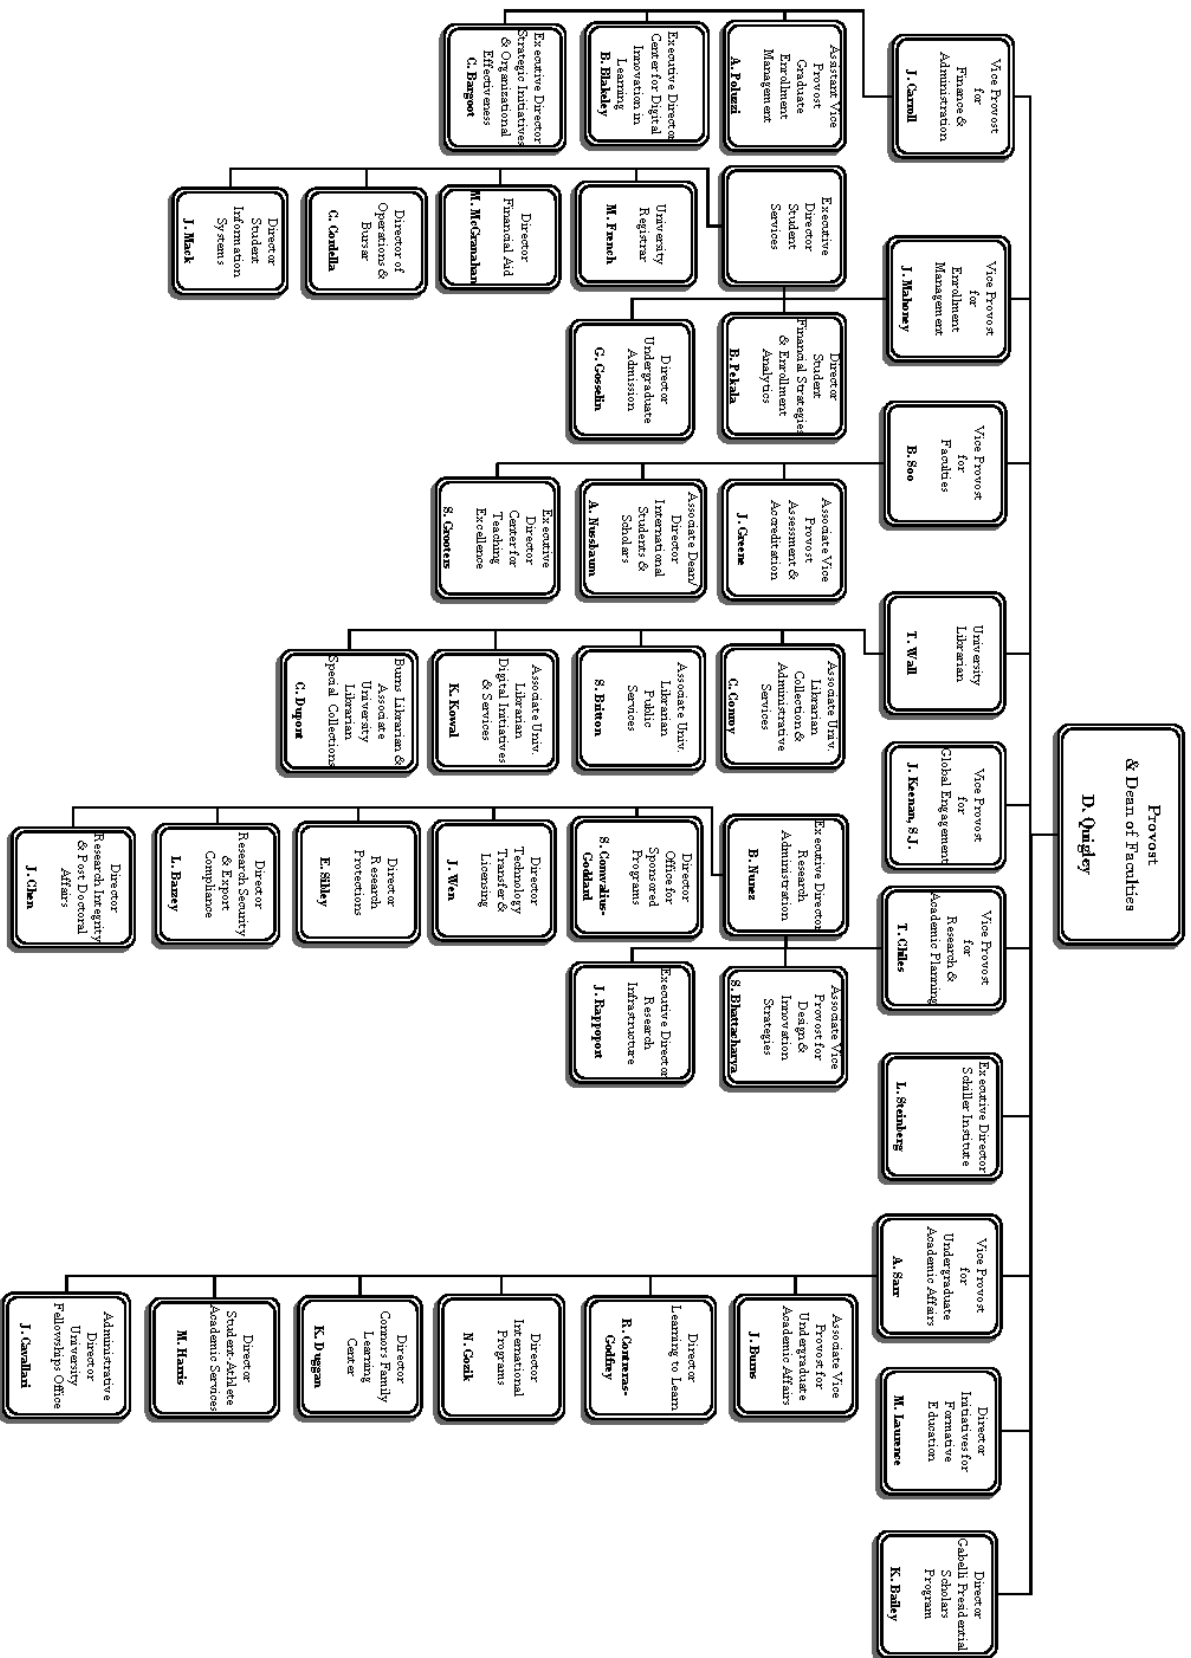 Provost
& Dean of Faculties
D. Quigley
Vice Provost
for
Finance &
Administration
J. Carroll
Assistant Vice
Provost
Graduate
Enrollment
Management
A. Poluzzi
Executive Director
Center for Digital
Innovation in
Learning
B. Blakeley
Executive Director
Strategic Initiatives
& Organizational
Effectiveness
C. Bargoot
Vice Provost
for
Enrollment
Management
J. Mahoney
Executive
Director
Student
Services
University
Registrar
M. French
Director
Financial Aid
M. McGranahan
Director of
Operations &
Bursar
C. Cordella
Director
Student
Information
Systems
J. Mack
Director
Student
Financial Strategies
& Enrollment
Analytics
B. Pekala
Director
Undergraduate
Admission
G. Gosselin
Vice Provost
for
Faculties
B. Soo
Associate Vice
Provost
Assessment &
Accreditation
J. Greene
Associate Dean/
Director
International
Students &
Scholars
A. Nussbaum
Executive
Director
Center for
Teaching
Excellence
S. Grooters
University
Librarian
T. Wall
Associate Univ.
Librarian
Collection &
Administrative
Services
C. Conroy
Associate Univ.
Librarian
Public
Services
S. Britton
Associate Univ.
Librarian
Digital Initiatives
& Services
K. Kowal
Burns Librarian &
Associate
University
Librarian
Special Collections
C. Dupont
Vice Provost
for
Global Engagement
J. Keenan, S.J.
Vice Provost
for
Research &
Academic Planning
T. Chiles
Executive Director
Research
Administration
B. Nunez
Director
Office for
Sponsored
Programs
S. Comvalius-
Goddard
Director
Technology
Transfer &
Licensing
J. Wen
Director
Research
Protections
E. Sibley
Director
Research Security
& Export
Compliance
L. Barzey
Director
Research Integrity
& Post Doctoral
Affairs
J. Chen
Associate Vice
Provost for
Design &
Innovation
Strategies
S. Bhattacharya
Executive Director
Research
Infrastructure
J. Rappoport
Executive Director
Schiller Institute
L. Steinberg
Vice Provost
for
Undergraduate
Academic Affairs
A. Sarr
Associate Vice
Provost for
Undergraduate
Academic Affairs
J. Burns
Director
Learning to Learn
R. Contreras-
Godfrey
Director
International
Programs
N. Gozik
Director
Connors Family
Learning
Center
K. Duggan
Director
Student-Athlete
Academic Services
M. Harris
Administrative
Director
University
Fellowships Office
J. Cavallari
Director
Initiatives for
Formative
Education
M. Laurence
Director
Gabelli Presidential
Scholars
Program
K. Bailey